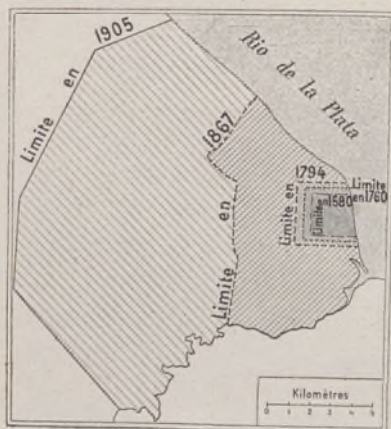 Rio de la Plata
Limite en 1905
Limite en 1867
Limite en 1794
Limite en 1760
Limite en 1580
Kilomètres
0 1 2 3 4 5